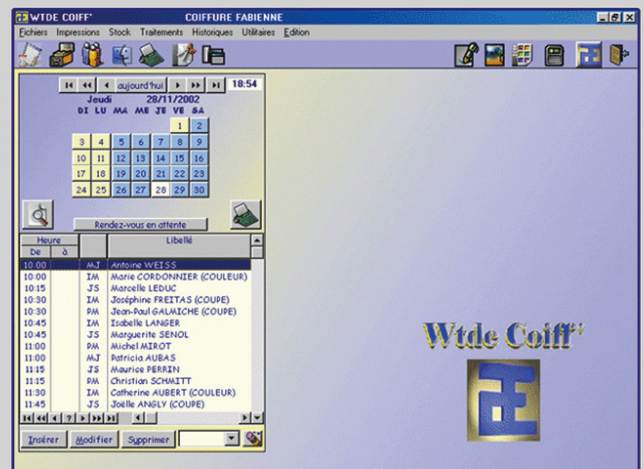 WTDE COIFF' COIFFURE FABIENNE
Eichiers Impressions Stock Traitements Historiques Utilitaires Edition
aujourd'hui 18:54
Jeudi 28/11/2002
DI LU MA ME JE VE SA
1 2
3 4 5 6 7 8 9
10 11 12 13 14 15 16
17 18 19 20 21 22 23
24 25 26 27 28 29 30
Rendez-vous en attente
Heure Libellé
De à
10:00 MJ Antoine WEISS
10:00 IM Marie CORDONNIER (COULEUR)
10:15 JS Marcelle LEDUC
10:30 IM Joséphine FREITAS (COUPE)
10:30 PM Jean-Paul GALMICHE (COUPE)
10:45 IM Isabelle LANGER
10:45 JS Marguerite SENOL
11:00 PM Michel MIROT
11:00 MJ Patricia AUBAS
11:15 JS Maurice PERRIN
11:15 PM Christian SCHMITT
11:30 IM Catherine AUBERT (COULEUR)
11:45 JS Joëlle ANGLY (COUPE)
?
Insérer Modifier Supprimer
Wtde Coiff'